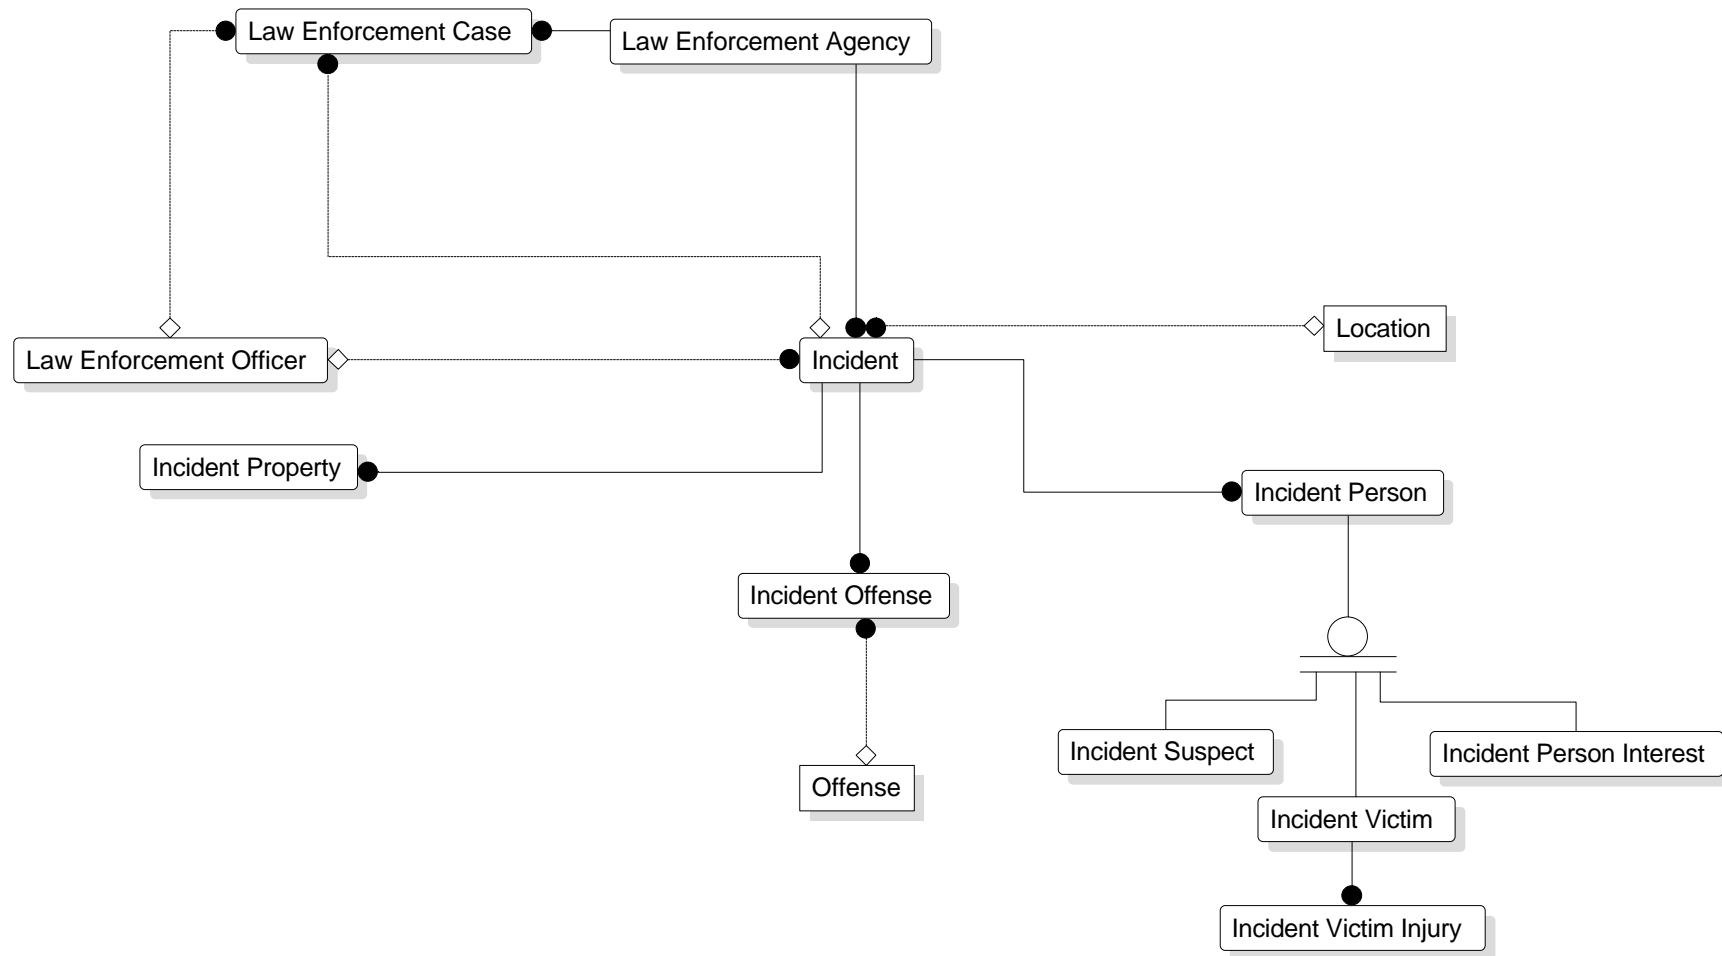 Law Enforcement Case
Law Enforcement Agency
Location
Law Enforcement Officer
Incident
Incident Property
Incident Person
Incident Offense
Incident Suspect
Incident Person Interest
Offense
Incident Victim
Incident Victim Injury